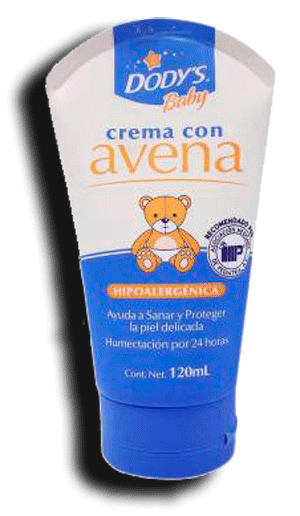 DODY'S
Baby
crema con
avena
RECOMENDADO
HIPOALERGÉNICA
Ayuda a Sanar y Proteger
la piel delicada
Humectación por 24 horas
Cont. Net. 120mL